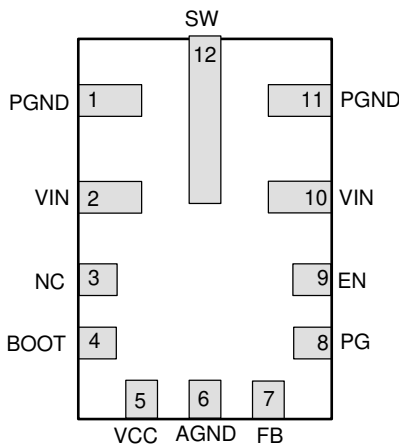 SW
12
PGND 1 11 PGND
VIN 2 10 VIN
NC 3 9 EN
BOOT 4 8 PG
5 6 7
VCC AGND FB